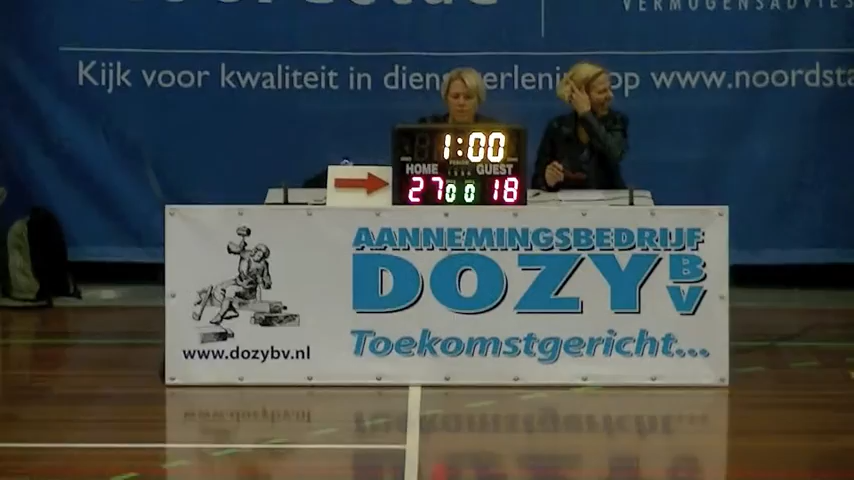 VERMOGENSADVIES
Kijk voor kwaliteit in op www.noordsta
1:00
HOME PERIOD GUEST
27 0 0 18
AANNEMINGSBEDRIJF
DOZY BV
Toekomstgericht...
www.dozybv.nl